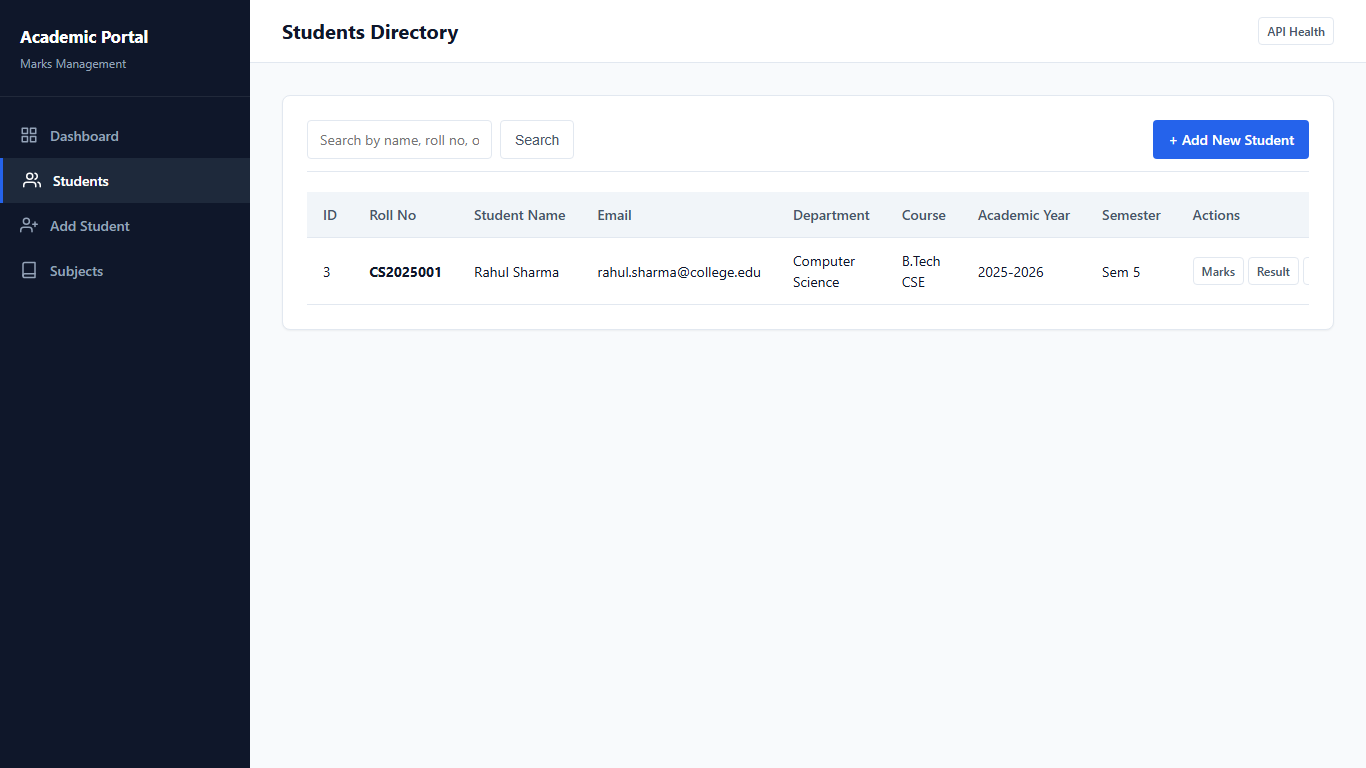 Academic Portal
Marks Management
Dashboard
Students
Add Student
Subjects
Students Directory
API Health
Search by name, roll no, o
Search
+ Add New Student
ID Roll No Student Name Email Department Course Academic Year Semester Actions
3 CS2025001 Rahul Sharma rahul.sharma@college.edu Computer Science B.Tech CSE 2025-2026 Sem 5 Marks Result